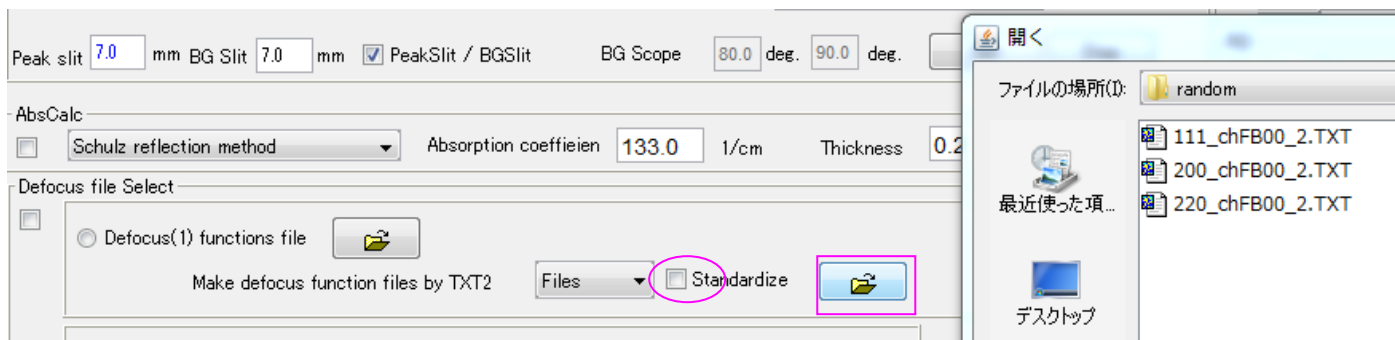 Peak slit 7.0 mm BG Slit 7.0 mm PeakSlit / BGSlit BG Scope 80.0 deg. 90.0 deg.
AbsCalc
Schulz reflection method Absorption coeffieien 133.0 1/cm Thickness 0.2
Defocus file Select
Defocus(1) functions file
Make defocus function files by TXT2 Files Standardize
開く
ファイルの場所(I): random
111_chFB00_2.TXT
200_chFB00_2.TXT
220_chFB00_2.TXT
最近使った項...
デスクトップ